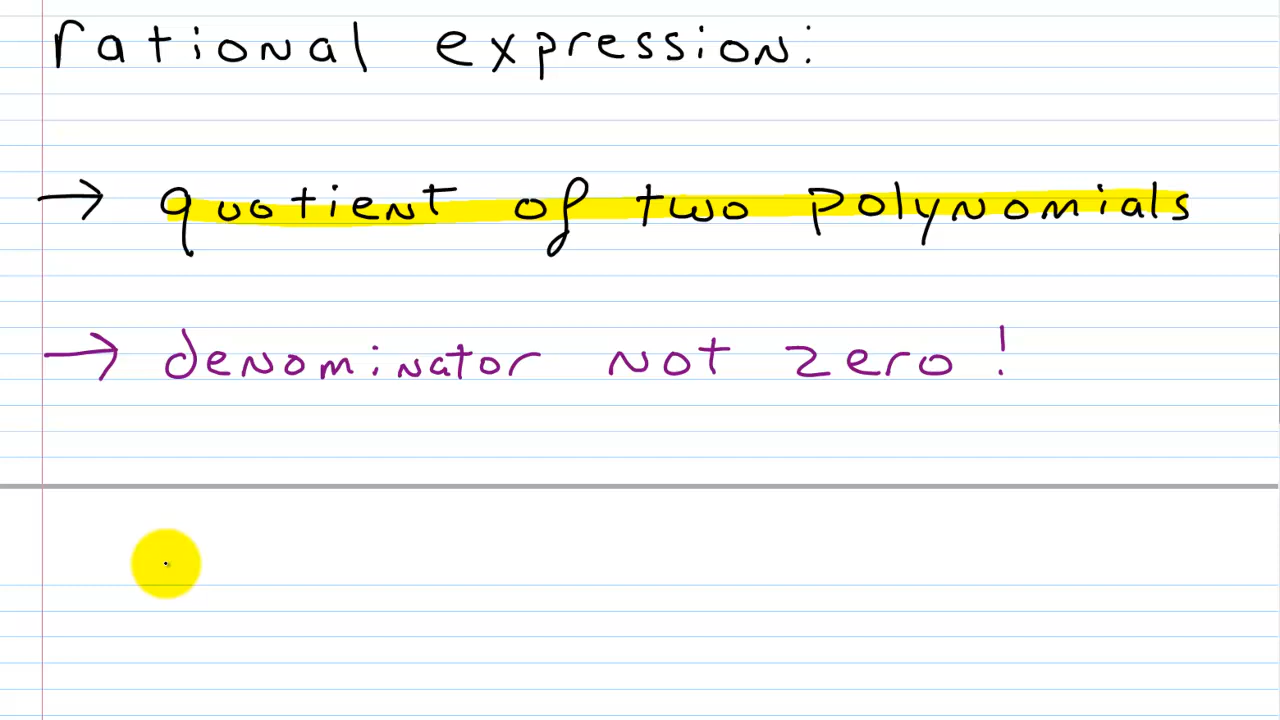 rational expression:
→ quotient of two polynomials
→ denominator not zero!